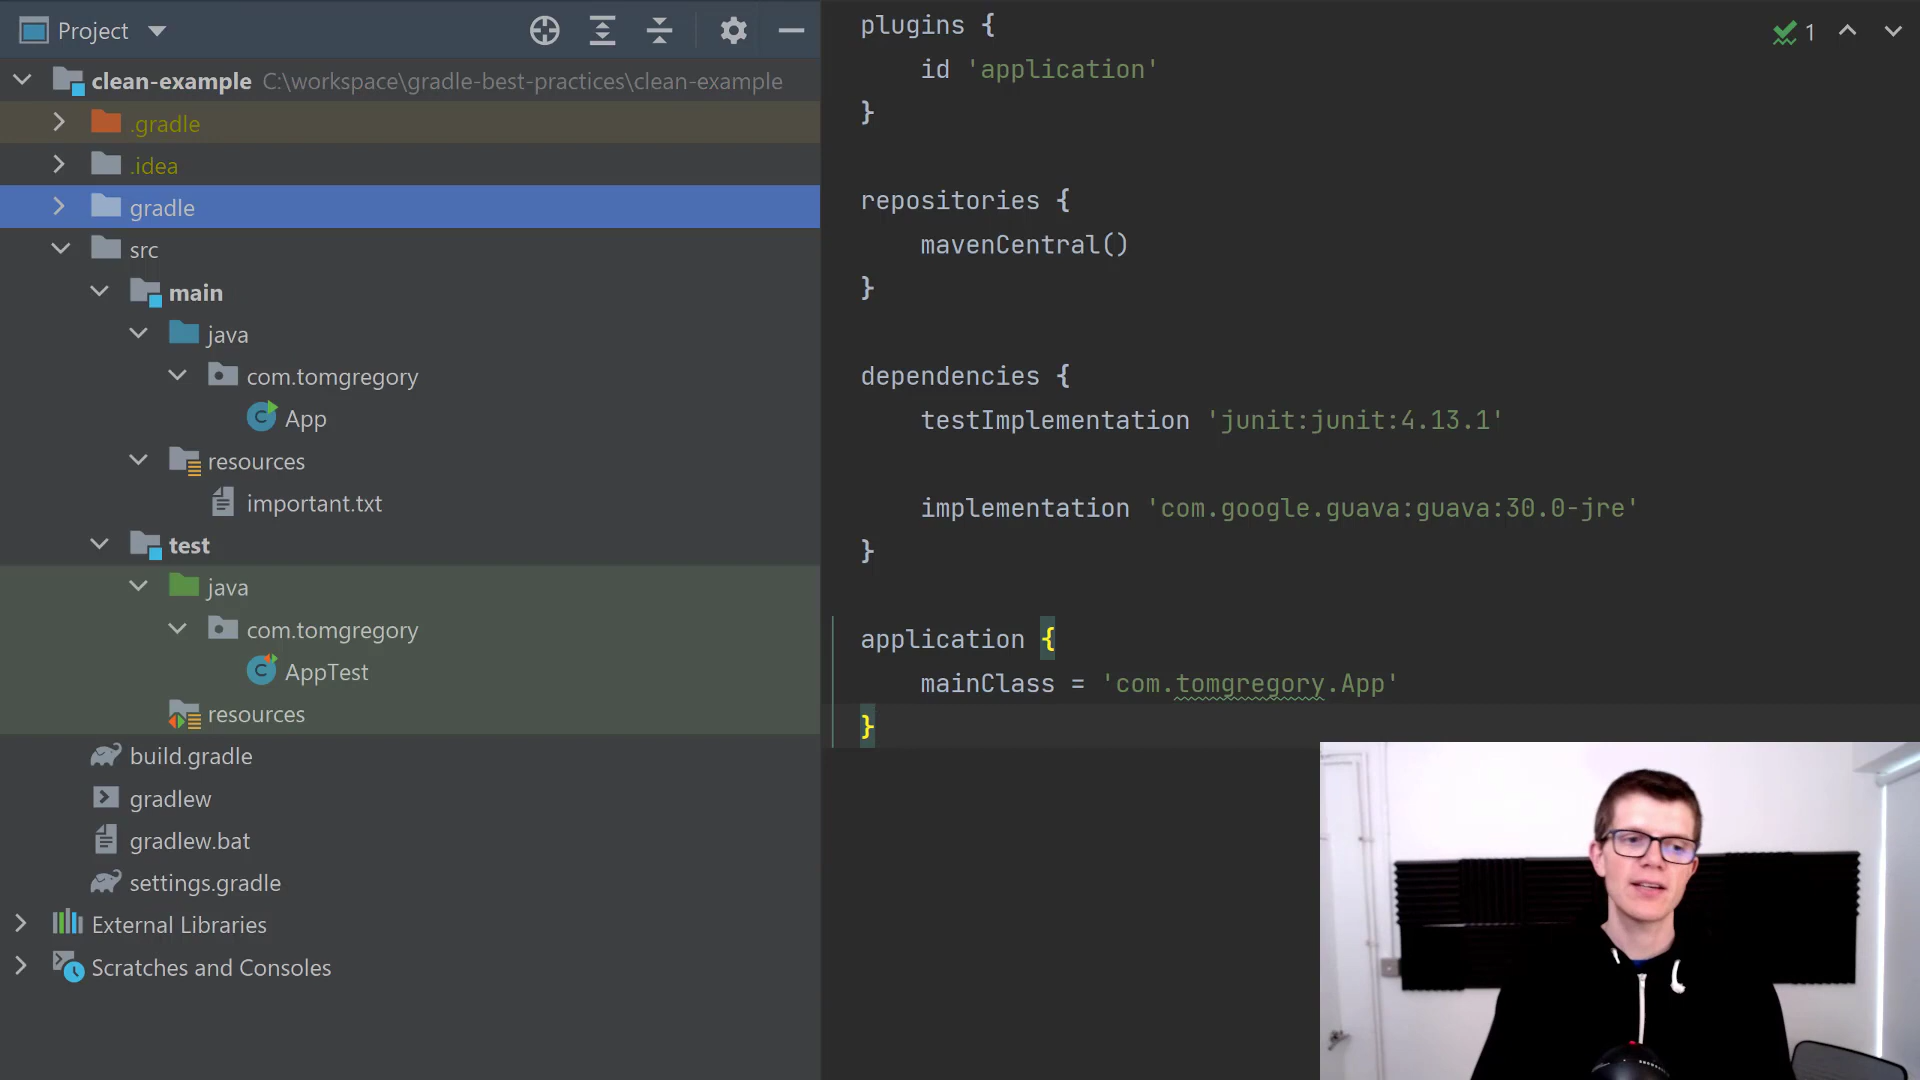 Project
clean-example C:\workspace\gradle-best-practices\clean-example
.gradle
.idea
gradle
src
main
java
com.tomgregory
App
resources
important.txt
test
java
com.tomgregory
AppTest
resources
build.gradle
gradlew
gradlew.bat
settings.gradle
External Libraries
Scratches and Consoles
plugins {
id 'application'
}
repositories {
mavenCentral()
}
dependencies {
testImplementation 'junit:junit:4.13.1'
implementation 'com.google.guava:guava:30.0-jre'
}
application {
mainClass = 'com.tomgregory.App'
}
1